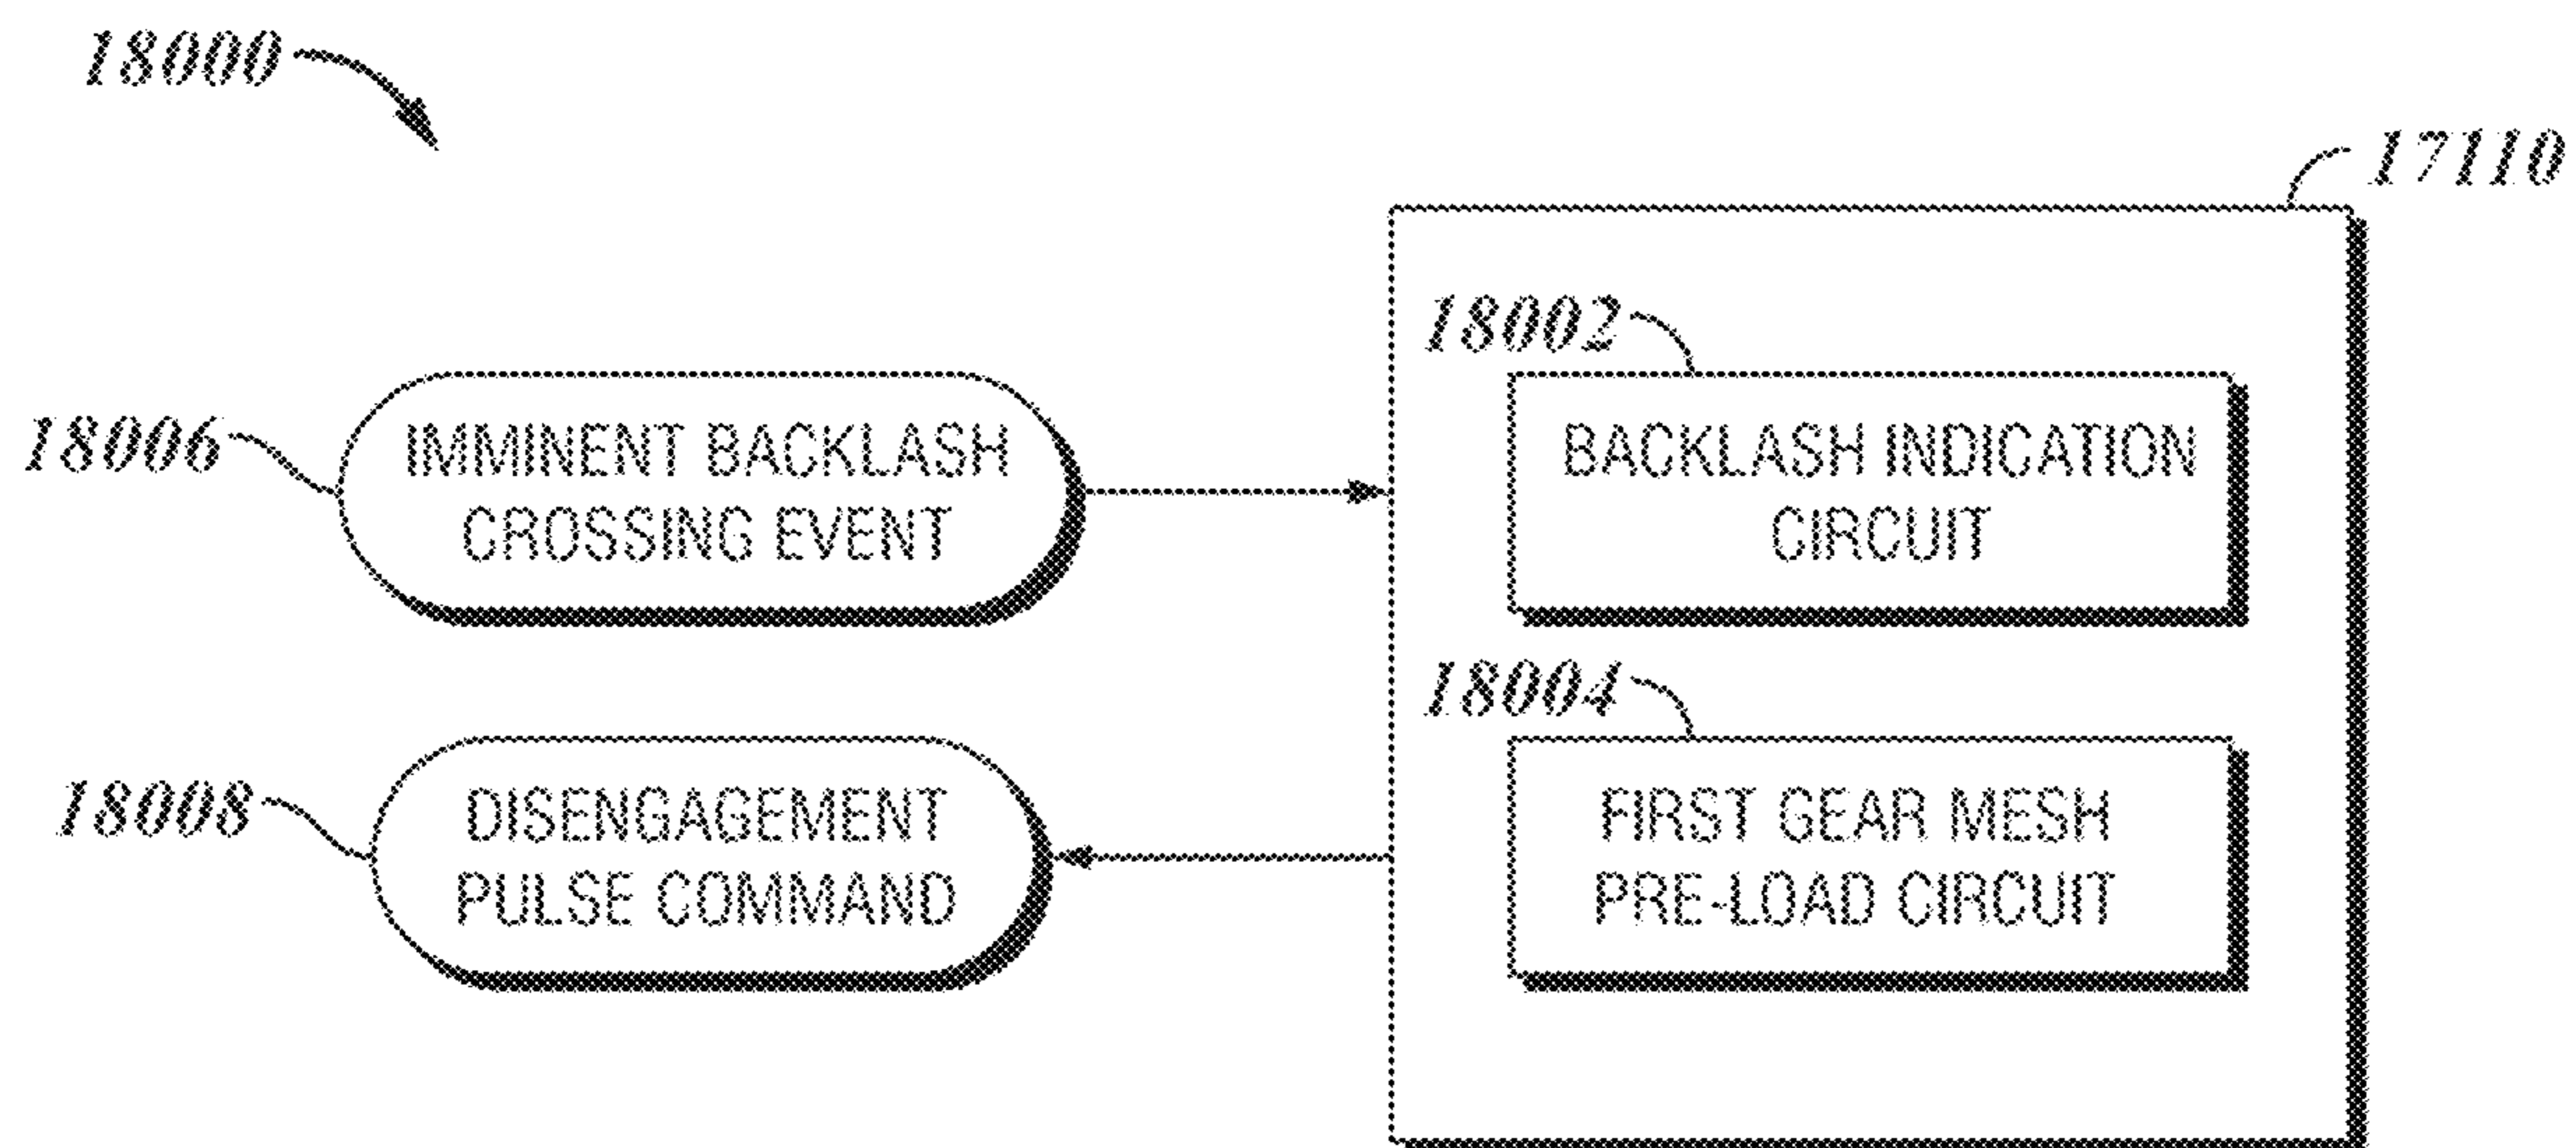 18000
17110
18002
18006
IMMINENT BACKLASH
CROSSING EVENT
BACKLASH INDICATION
CIRCUIT
18004
18008
DISENGAGEMENT
PULSE COMMAND
FIRST GEAR MESH
PRE-LOAD CIRCUIT